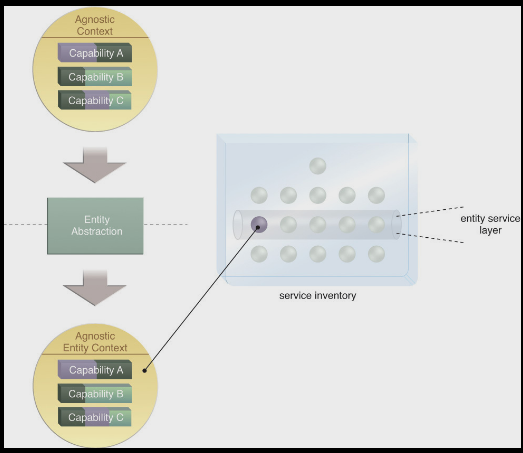 Agnostic
Context
Capability A
Capability B
Capability C
Entity
Abstraction
Agnostic
Entity Context
Capability A
Capability B
Capability C
entity service
layer
service inventory